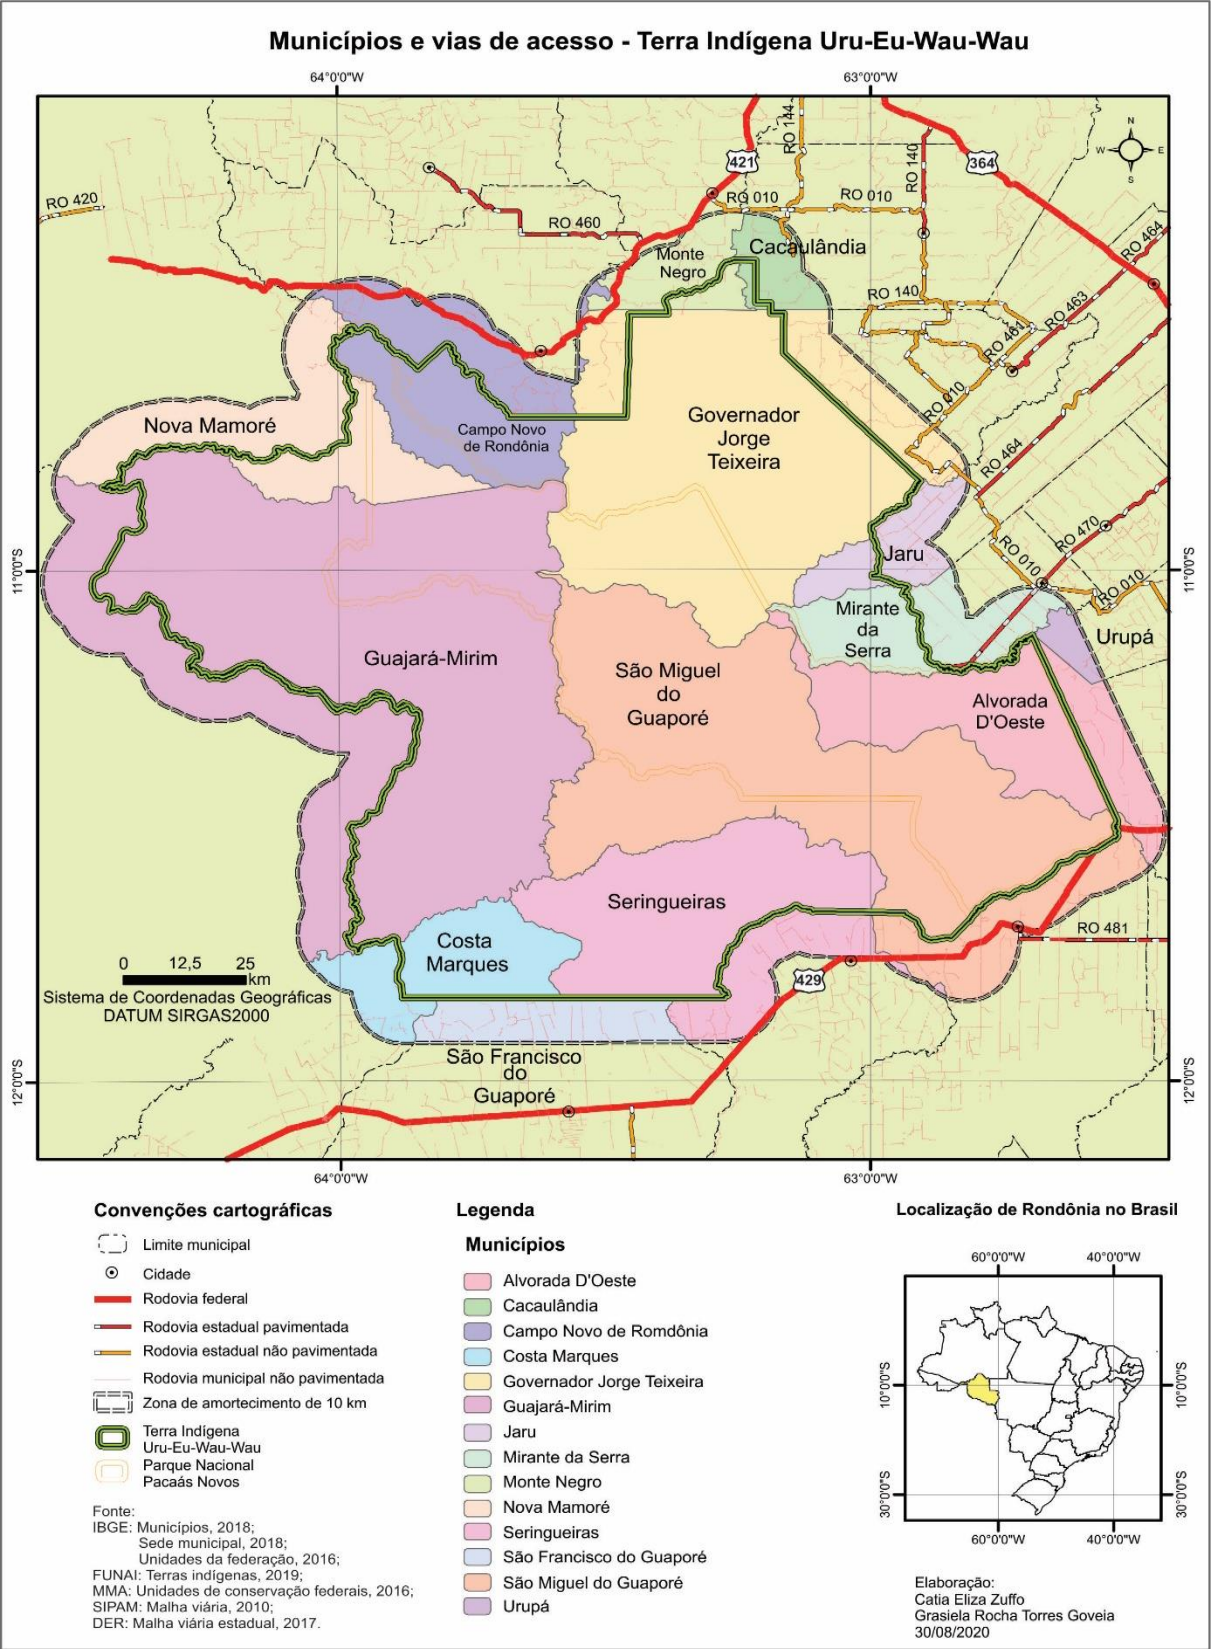 Municípios e vias de acesso - Terra Indígena Uru-Eu-Wau-Wau
64°0'0"W
63°0'0"W
RO 144
421
RO 140
364
N
W
E
S
RO 420
RO 010
RO 010
RO 460
RO 464
Monte
Negro
Cacaulândia
RO 140
RO 463
RO 461
RO 010
Nova Mamoré
Campo Novo
de Rondônia
Governador
Jorge
Teixeira
RO 464
RO 470
11°0'0"S
11°0'0"S
Jaru
RO 010
RO 010
Mirante
da
Serra
Urupá
Guajará-Mirim
São Miguel
do
Guaporé
Alvorada
D'Oeste
Seringueiras
RO 481
Costa
Marques
429
0 12,5 25
km
Sistema de Coordenadas Geográficas
DATUM SIRGAS2000
São Francisco
do
Guaporé
12°0'0"S
12°0'0"S
64°0'0"W
63°0'0"W
Convenções cartográficas
Limite municipal
Cidade
Rodovia federal
Rodovia estadual pavimentada
Rodovia estadual não pavimentada
Rodovia municipal não pavimentada
Zona de amortecimento de 10 km
Terra Indígena
Uru-Eu-Wau-Wau
Parque Nacional
Pacaás Novos
Fonte:
IBGE: Municípios, 2018;
Sede municipal, 2018;
Unidades da federação, 2016;
FUNAI: Terras indígenas, 2019;
MMA: Unidades de conservação federais, 2016;
SIPAM: Malha viária, 2010;
DER: Malha viária estadual, 2017.
Legenda
Municípios
Alvorada D'Oeste
Cacaulândia
Campo Novo de Romdônia
Costa Marques
Governador Jorge Teixeira
Guajará-Mirim
Jaru
Mirante da Serra
Monte Negro
Nova Mamoré
Seringueiras
São Francisco do Guaporé
São Miguel do Guaporé
Urupá
Localização de Rondônia no Brasil
60°0'0"W
40°0'0"W
10°0'0"S
10°0'0"S
30°0'0"S
30°0'0"S
60°0'0"W
40°0'0"W
Elaboração:
Catia Eliza Zuffo
Grasiela Rocha Torres Goveia
30/08/2020